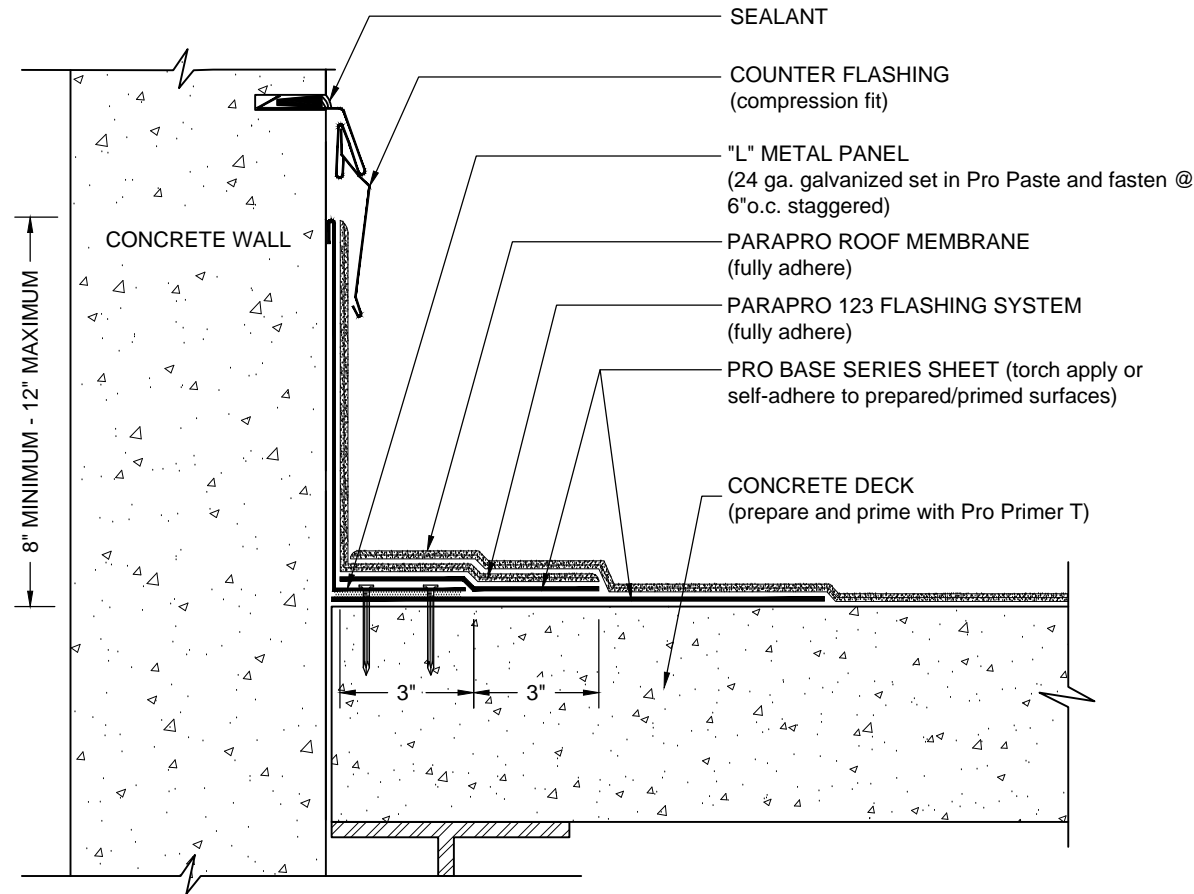 SEALANT
COUNTER FLASHING
(compression fit)
"L" METAL PANEL
(24 ga. galvanized set in Pro Paste and fasten @
6"o.c. staggered)
PARAPRO ROOF MEMBRANE
(fully adhere)
PARAPRO 123 FLASHING SYSTEM
(fully adhere)
PRO BASE SERIES SHEET (torch apply or
self-adhere to prepared/primed surfaces)
CONCRETE DECK
(prepare and prime with Pro Primer T)
CONCRETE WALL
8" MINIMUM - 12" MAXIMUM
3"
3"